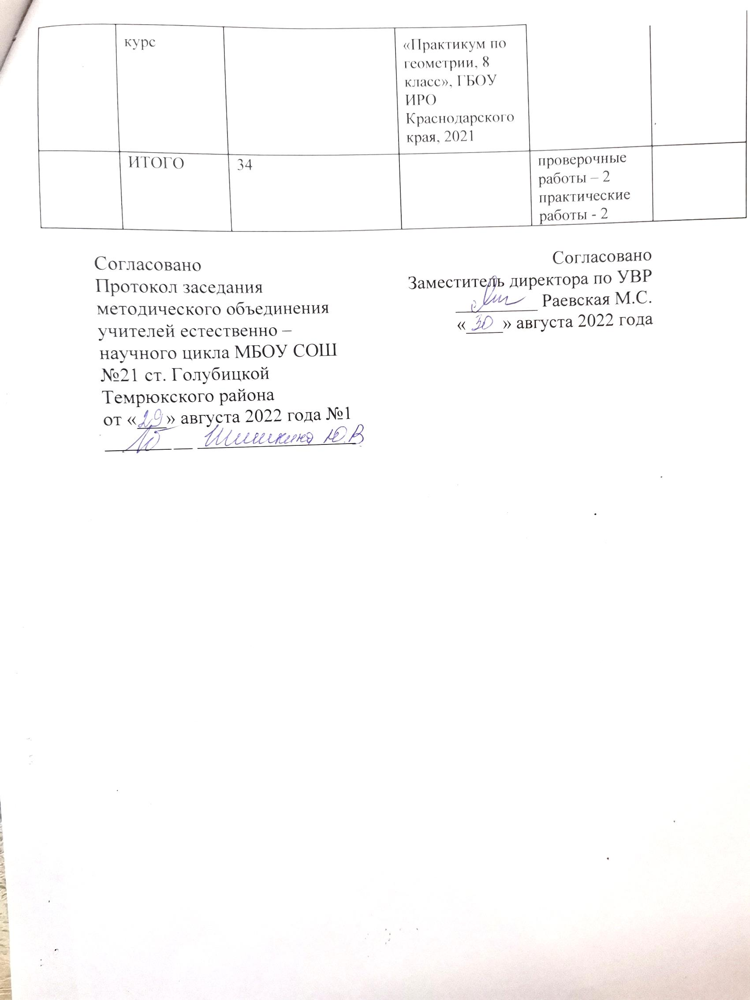 курс
«Практикум по
геометрии, 8
класс», ГБОУ
ИРО
Краснодарского
края, 2021
ИТОГО
34
проверочные
работы – 2
практические
работы - 2
Согласовано
Протокол заседания
методического объединения
учителей естественно –
научного цикла МБОУ СОШ
№21 ст. Голубицкой
Темрюкского района
от «29» августа 2022 года №1
Шишкина Ю.В
Согласовано
Заместитель директора по УВР
Раевская М.С.
«30» августа 2022 года